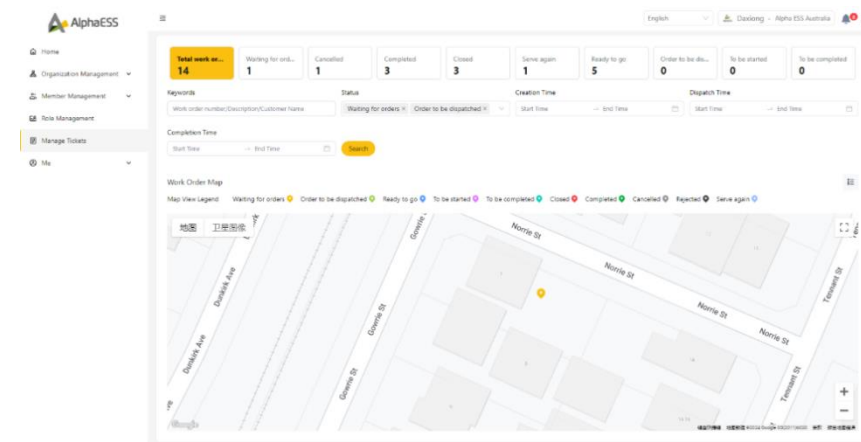 AlphaESS
English
Daxiong - Alpha ESS Australia
Home
Organization Management
Member Management
Role Management
Manage Tickets
Me
Total work or... Waiting for ord... Cancelled Completed Closed Serve again Ready to go Order to be dis... To be started To be completed
14 1 1 3 3 1 5 0 0 0
Keywords Status Creation Time Dispatch Time
Work order number/Description/Customer Name Waiting for orders × Order to be dispatched × Start Time → End Time Start Time → End Time
Completion Time
Start Time → End Time Search
Work Order Map
Map View Legend Waiting for orders Order to be dispatched Ready to go To be started To be completed Closed Completed Cancelled Rejected Serve again
地图 卫星图像
Gowrie St
Norrie St
Norrie St
Dunkirk Ave
Tennant St
Gowrie St
Norrie St
Norrie St
Dunkirk Ave
Gowrie St
Tennant St
+
−
Google